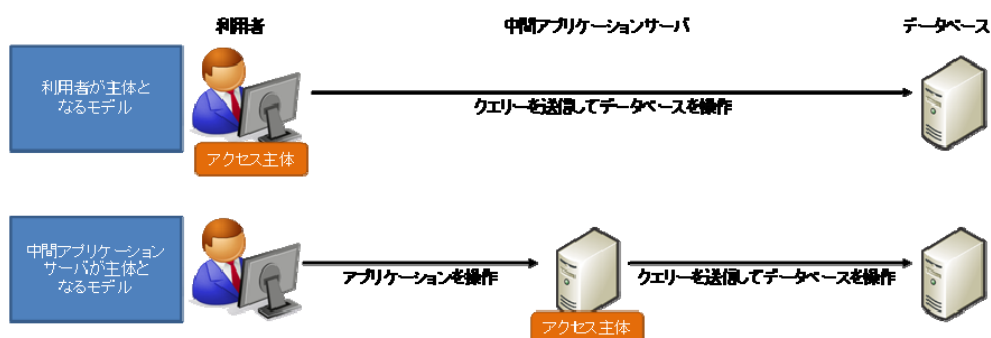 利用者
中間アプリケーションサーバ
データベース
利用者が主体と
なるモデル
クエリーを送信してデータベースを操作
アクセス主体
中間アプリケーション
サーバが主体と
なるモデル
アプリケーションを操作
クエリーを送信してデータベースを操作
アクセス主体